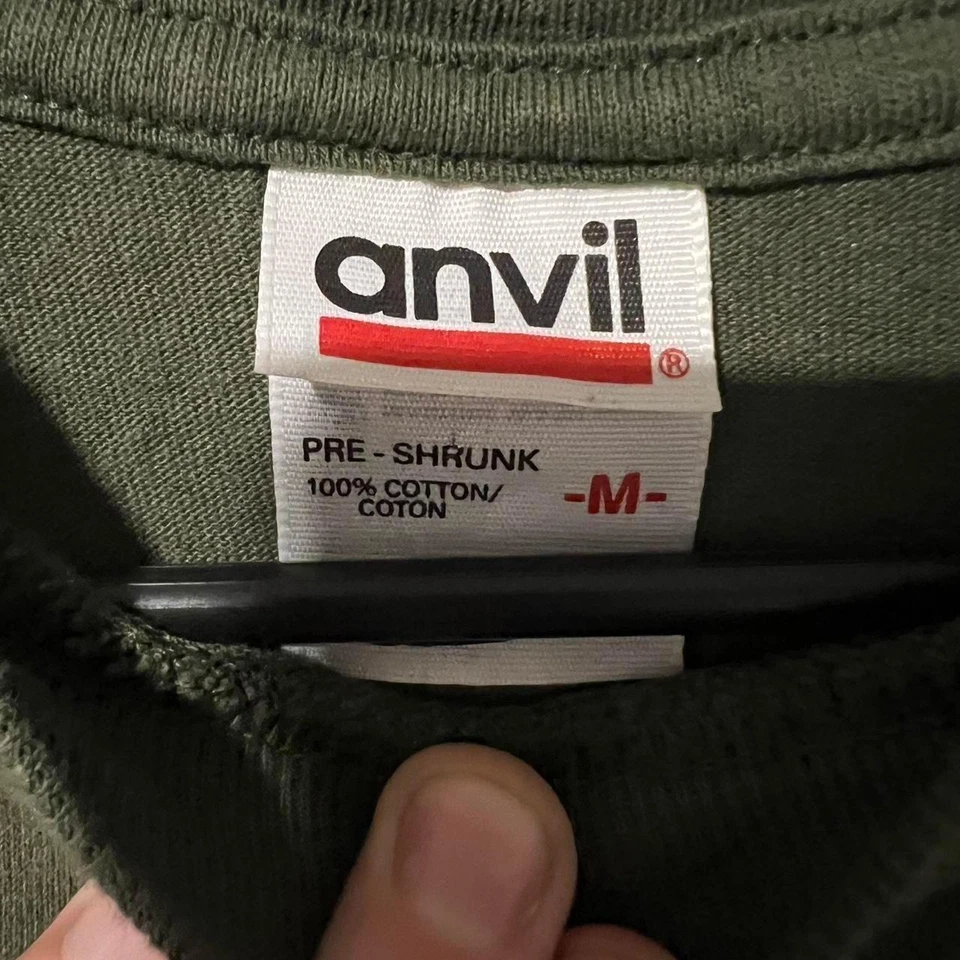 anvil
®
PRE - SHRUNK
100% COTTON/
COTON
-M-